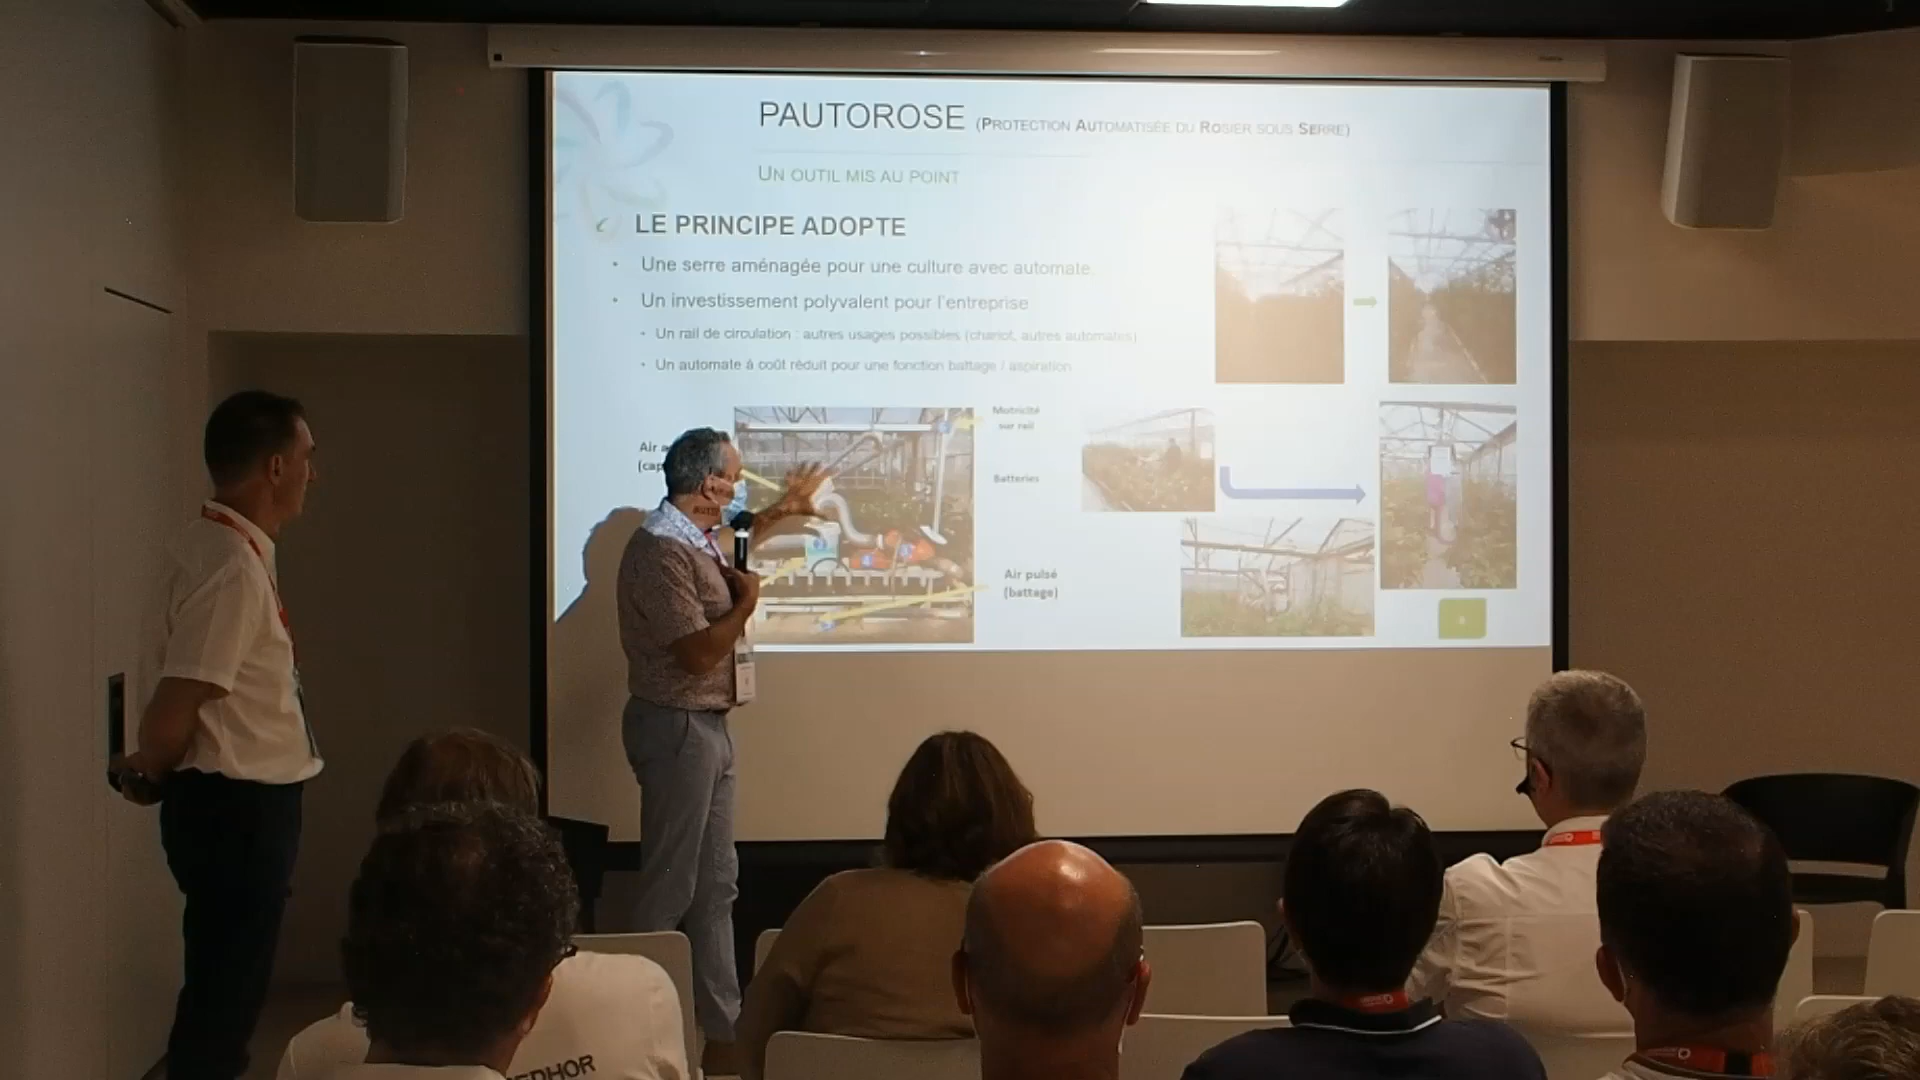 PAUTOROSE (PROTECTION AUTOMATISÉE DU ROSIER SOUS SERRE)
UN OUTIL MIS AU POINT
LE PRINCIPE ADOPTE
• Une serre aménagée pour une culture avec automate
• Un investissement polyvalent pour l'entreprise
• Un rail de circulation : autres usages possibles (chariot, autres automates)
• Un automate à coût réduit pour une fonction battage / aspiration
Motricité
sur rail
Air
(cap
Batteries
Air pulsé
(battage)